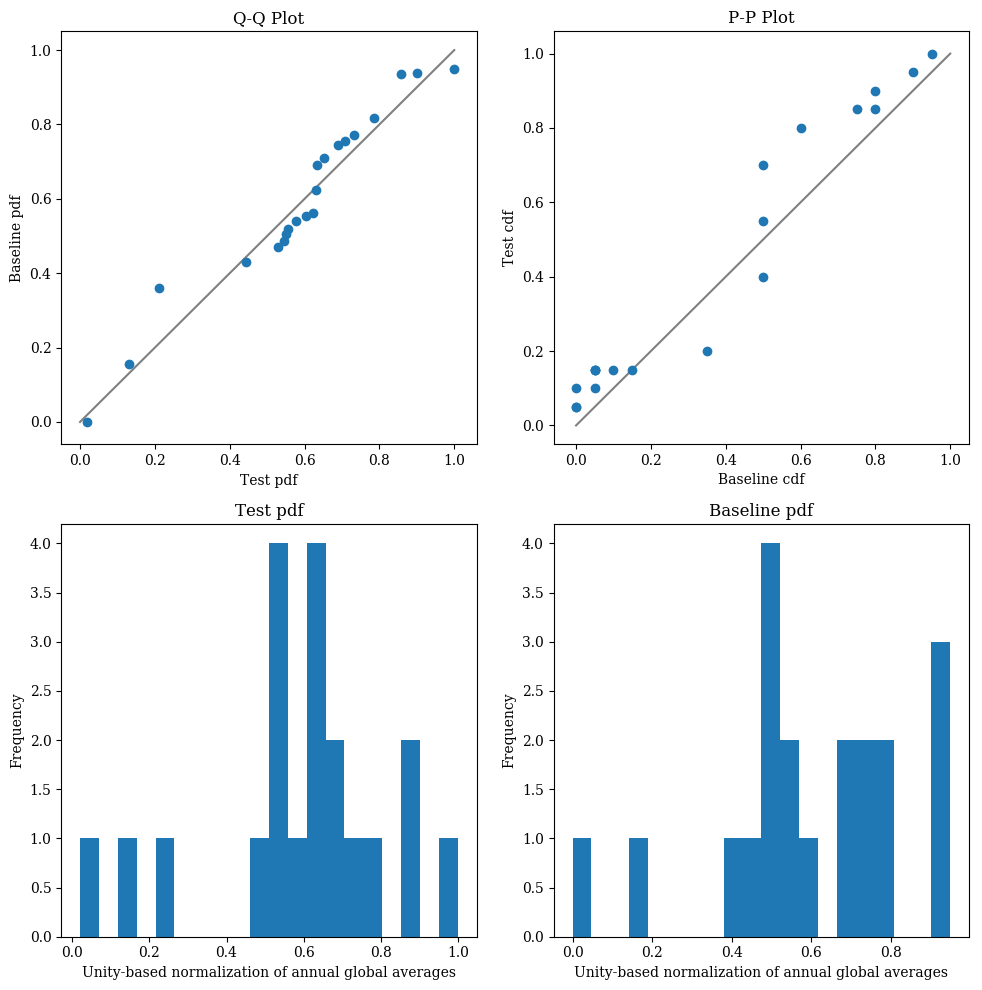 Q-Q Plot
1.0
0.8
0.6
0.4
0.2
0.0
Baseline pdf
0.0 0.2 0.4 0.6 0.8 1.0
Test pdf
P-P Plot
1.0
0.8
0.6
0.4
0.2
0.0
Test cdf
0.0 0.2 0.4 0.6 0.8 1.0
Baseline cdf
Test pdf
4.0
3.5
3.0
2.5
2.0
1.5
1.0
0.5
0.0
Frequency
0.0 0.2 0.4 0.6 0.8 1.0
Unity-based normalization of annual global averages
Baseline pdf
4.0
3.5
3.0
2.5
2.0
1.5
1.0
0.5
0.0
Frequency
0.0 0.2 0.4 0.6 0.8
Unity-based normalization of annual global averages